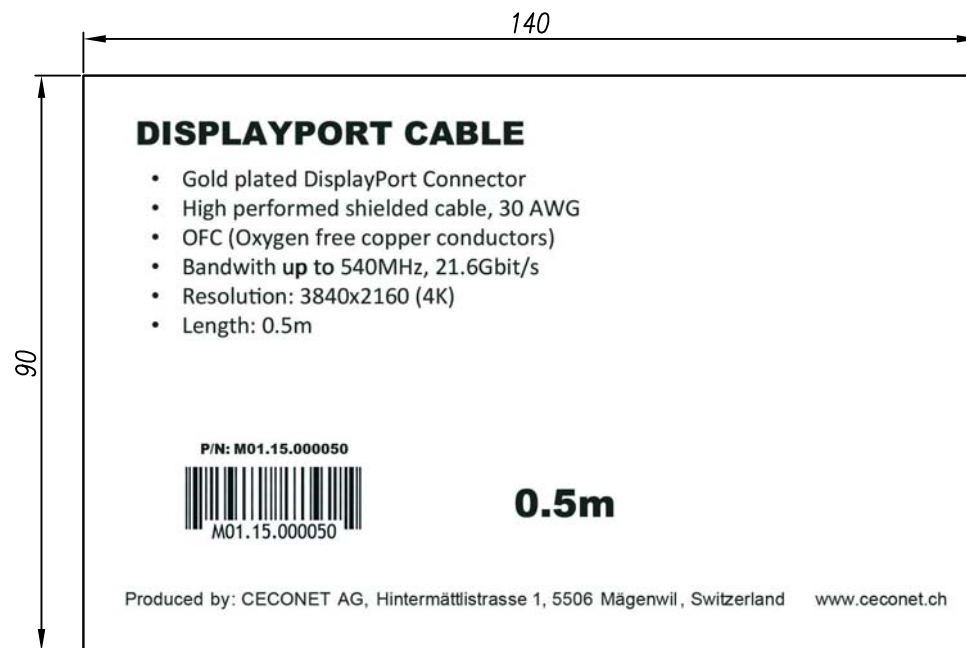 140
90
DISPLAYPORT CABLE
• Gold plated DisplayPort Connector
• High performed shielded cable, 30 AWG
• OFC (Oxygen free copper conductors)
• Bandwith up to 540MHz, 21.6Gbit/s
• Resolution: 3840x2160 (4K)
• Length: 0.5m
P/N: M01.15.000050
M01.15.000050
0.5m
Produced by: CECONET AG, Hintermättlistrasse 1, 5506 Mägenwil, Switzerland www.ceconet.ch